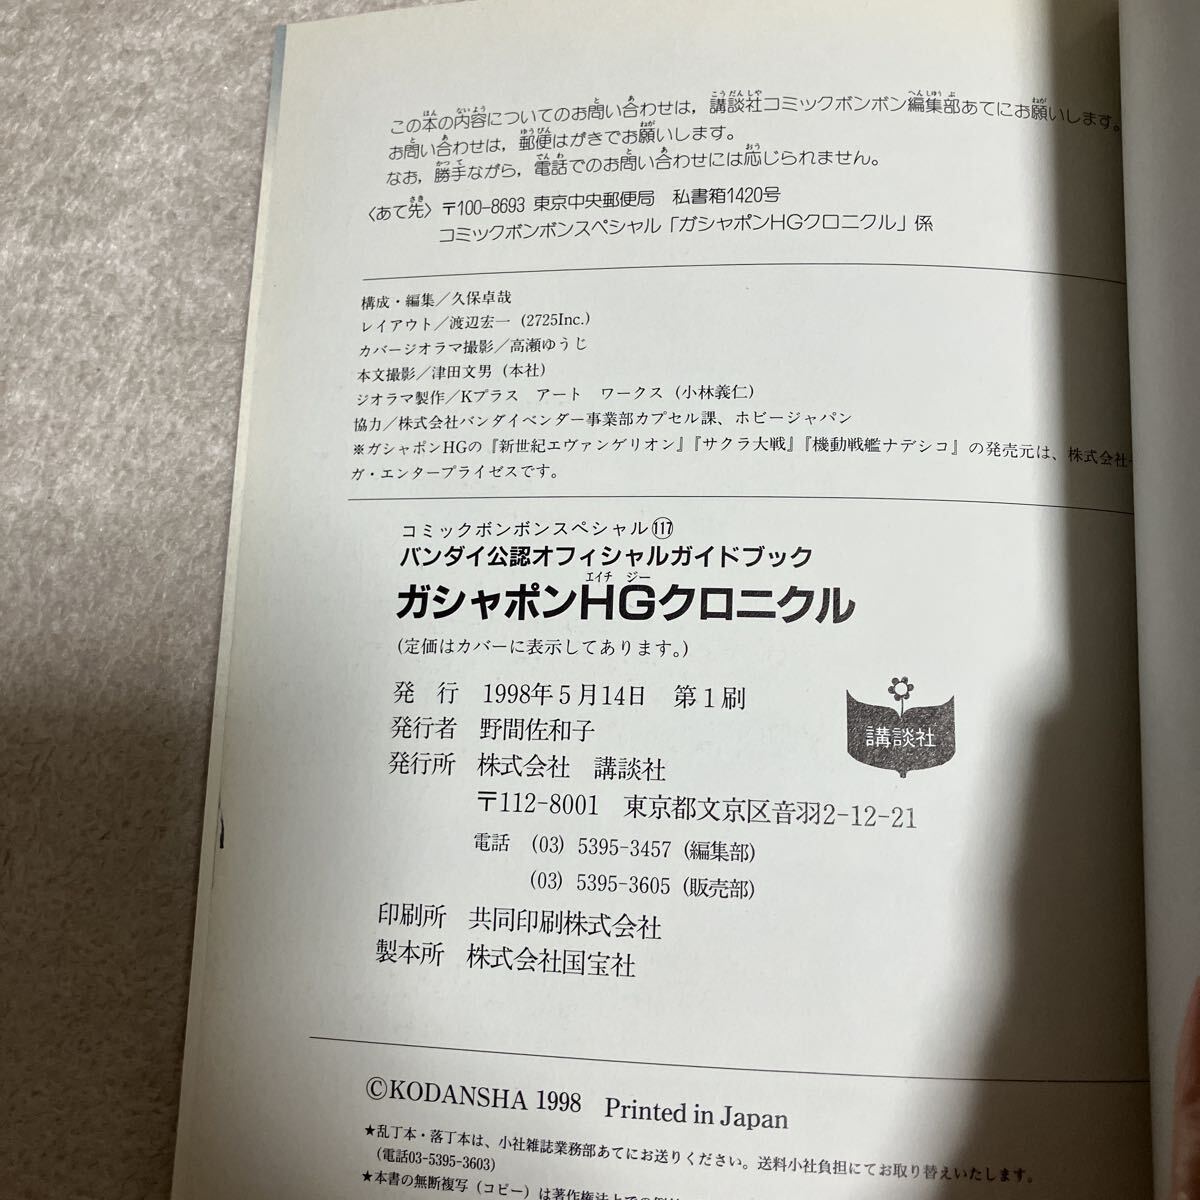 この本の内容についてのお問い合わせは，講談社コミックボンボン編集部あてにお願いします。
お問い合わせは，郵便はがきでお願いします。
なお，勝手ながら，電話でのお問い合わせには応じられません。
〈あて先〉〒100-8693 東京中央郵便局　私書箱1420号
コミックボンボンスペシャル「ガシャポンHGクロニクル」係
構成・編集／久保卓哉
レイアウト／渡辺宏一（2725Inc.）
カバージオラマ撮影／高瀬ゆうじ
本文撮影／津田文男（本社）
ジオラマ製作／Kプラス　アート　ワークス（小林義仁）
協力／株式会社バンダイベンダー事業部カプセル課、ホビージャパン
※ガシャポンHGの『新世紀エヴァンゲリオン』『サクラ大戦』『機動戦艦ナデシコ』の発売元は、株式会社
ガ・エンタープライゼスです。
コミックボンボンスペシャル117
バンダイ公認オフィシャルガイドブック
エイチ ジー
ガシャポンHGクロニクル
（定価はカバーに表示してあります。）
発　行　1998年5月14日　第1刷
発行者　野間佐和子
発行所　株式会社　講談社
講談社
〒112-8001　東京都文京区音羽2-12-21
電話　(03) 5395-3457（編集部）
(03) 5395-3605（販売部）
印刷所　共同印刷株式会社
製本所　株式会社国宝社
©KODANSHA 1998　Printed in Japan
★乱丁本・落丁本は、小社雑誌業務部あてにお送りください。送料小社負担にてお取り替えいたします。
（電話03-5395-3603）
★本書の無断複写（コピー）は著作権法上での